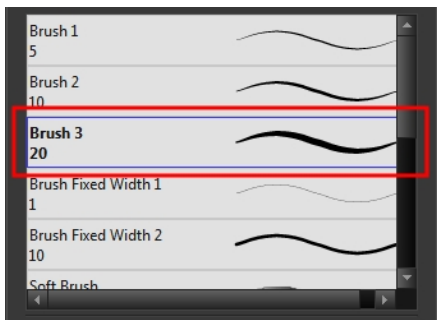 Brush 1
5
Brush 2
10
Brush 3
20
Brush Fixed Width 1
1
Brush Fixed Width 2
10
Soft Brush